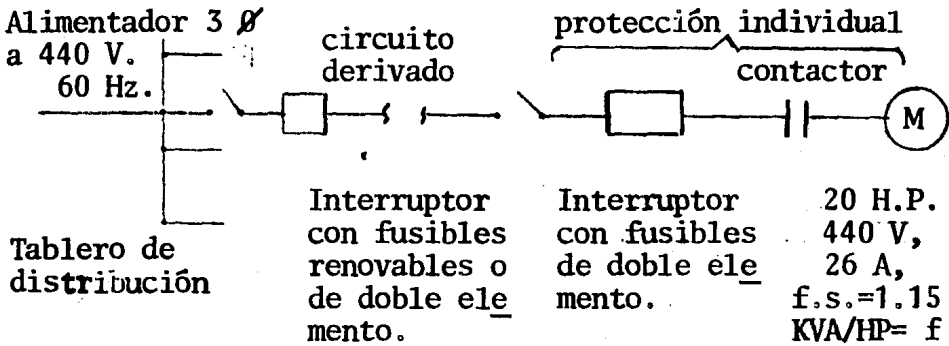 Alimentador 3 Ø
a 440 V.
60 Hz.
circuito
derivado
protección individual
contactor
M
Tablero de
distribución
Interruptor
con fusibles
renovables o
de doble ele
mento.
Interruptor
con fusibles
de doble ele
mento.
20 H.P.
440 V,
26 A,
f.s.=1.15
KVA/HP= f